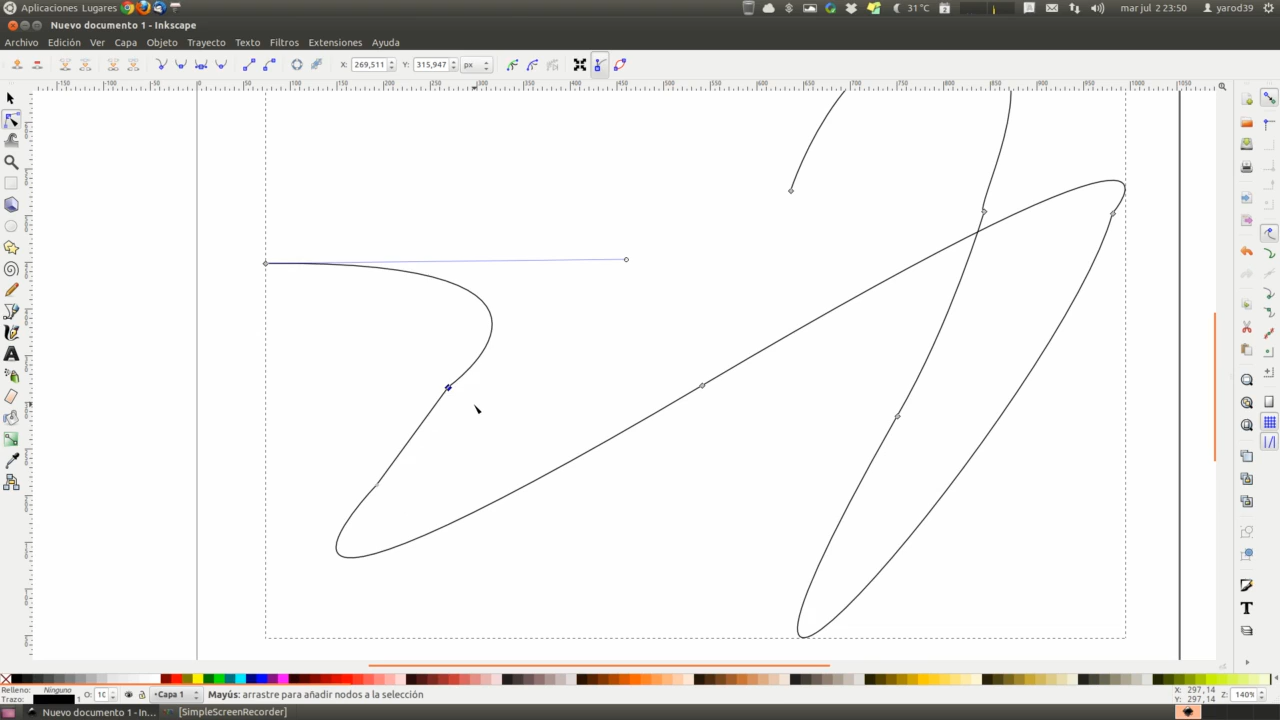 Aplicaciones Lugares
31 °C
mar jul 2 23:50
yarod39
Nuevo documento 1 - Inkscape
Archivo Edición Ver Capa Objeto Trayecto Texto Filtros Extensiones Ayuda
X: 269,511 Y: 315,947 px
Relleno: Ninguno
Trazo: 1
O: 10
Capa 1
Mayús: arrastre para añadir nodos a la selección
X: 297,14
Y: 297,14
Z: 140%
Nuevo documento 1 - In...
[SimpleScreenRecorder]